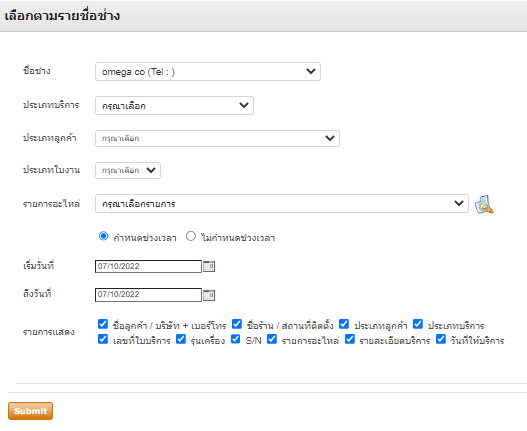 เลือกตามรายชื่อช่าง
ชื่อช่าง omega co (Tel : )
ประเภทบริการ กรุณาเลือก
ประเภทลูกค้า กรุณาเลือก
ประเภทใบงาน กรุณาเลือก
รายการอะไหล่ กรุณาเลือกรายการ
กำหนดช่วงเวลา ไม่กำหนดช่วงเวลา
เริ่มวันที่ 07/10/2022
ถึงวันที่ 07/10/2022
รายการแสดง ชื่อลูกค้า / บริษัท + เบอร์โทร ชื่อร้าน / สถานที่ติดตั้ง ประเภทลูกค้า ประเภทบริการ
เลขที่ใบบริการ รุ่นเครื่อง S/N รายการอะไหล่ รายละเอียดบริการ วันที่ให้บริการ
Submit